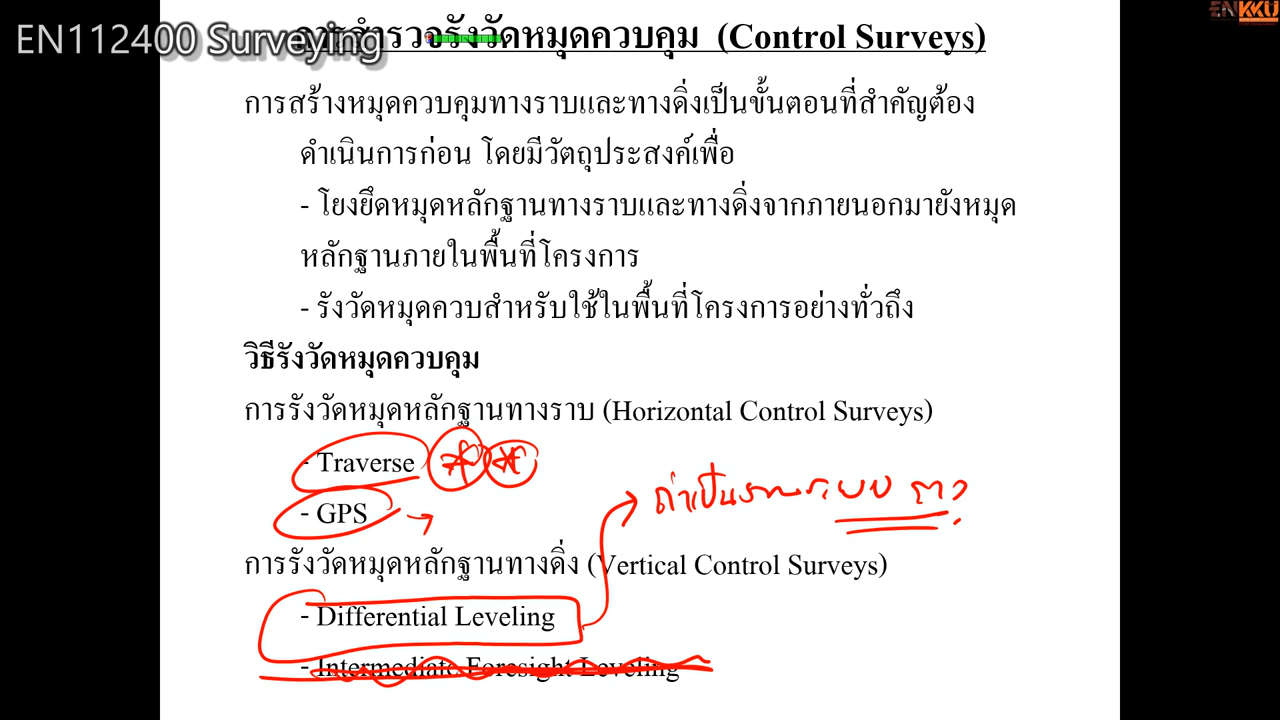 EN112400 Surveying
ENKKU
การสำรวจรังวัดหมุดควบคุม (Control Surveys)
การสร้างหมุดควบคุมทางราบและทางดิ่งเป็นขั้นตอนที่สำคัญต้อง
ดำเนินการก่อน โดยมีวัตถุประสงค์เพื่อ
- โยงยึดหมุดหลักฐานทางราบและทางดิ่งจากภายนอกมายังหมุด
หลักฐานภายในพื้นที่โครงการ
- รังวัดหมุดควบสำหรับใช้ในพื้นที่โครงการอย่างทั่วถึง
วิธีรังวัดหมุดควบคุม
การรังวัดหมุดหลักฐานทางราบ (Horizontal Control Surveys)
- Traverse
- GPS
ถ้าเป็นงานระบบ
การรังวัดหมุดหลักฐานทางดิ่ง (Vertical Control Surveys)
- Differential Leveling
- Intermediate Foresight Leveling